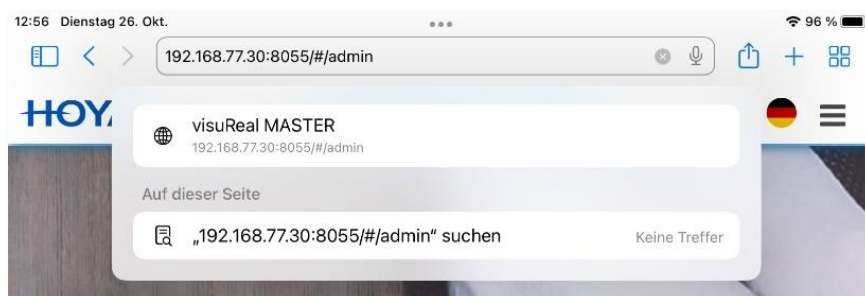 12:56 Dienstag 26. Okt.
96 %
192.168.77.30:8055/#/admin
HOYA
visuReal MASTER
192.168.77.30:8055/#/admin
Auf dieser Seite
„192.168.77.30:8055/#/admin“ suchen
Keine Treffer